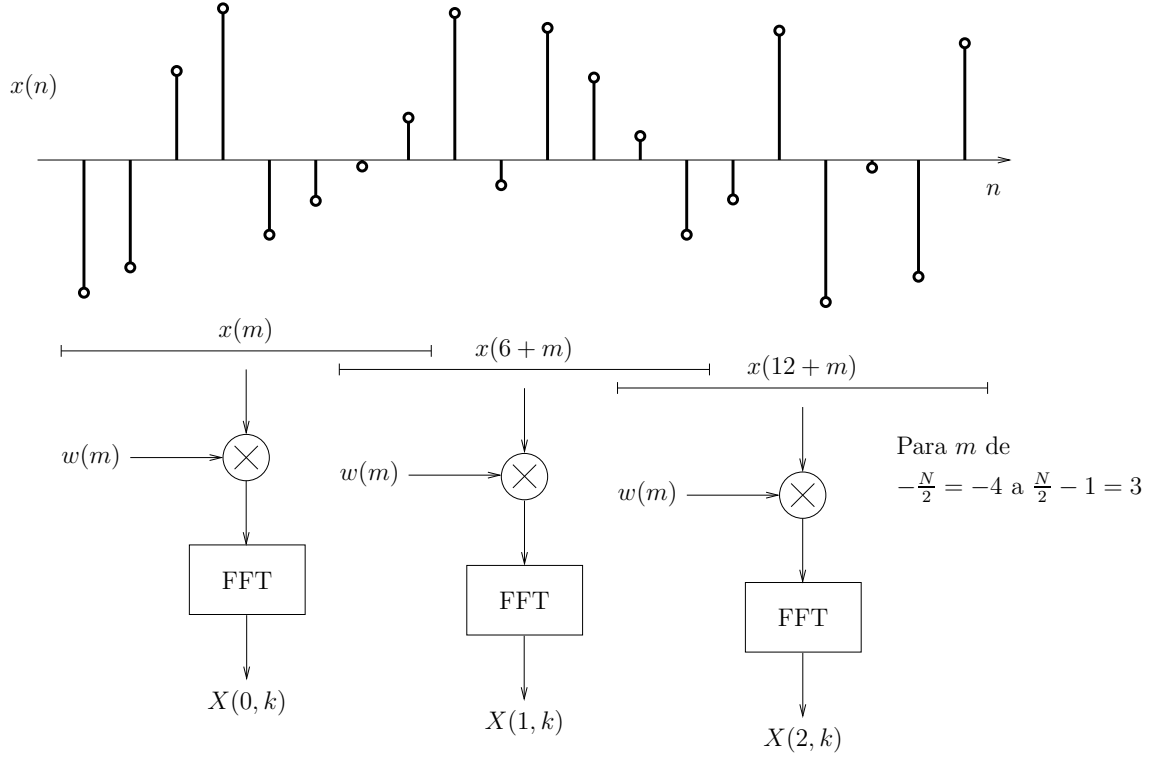 x(n)
n
x(m)
x(6 + m)
x(12 + m)
w(m)
w(m)
w(m)
Para m de
−N/2 = −4 a N/2 − 1 = 3
FFT
FFT
FFT
X(0, k)
X(1, k)
X(2, k)